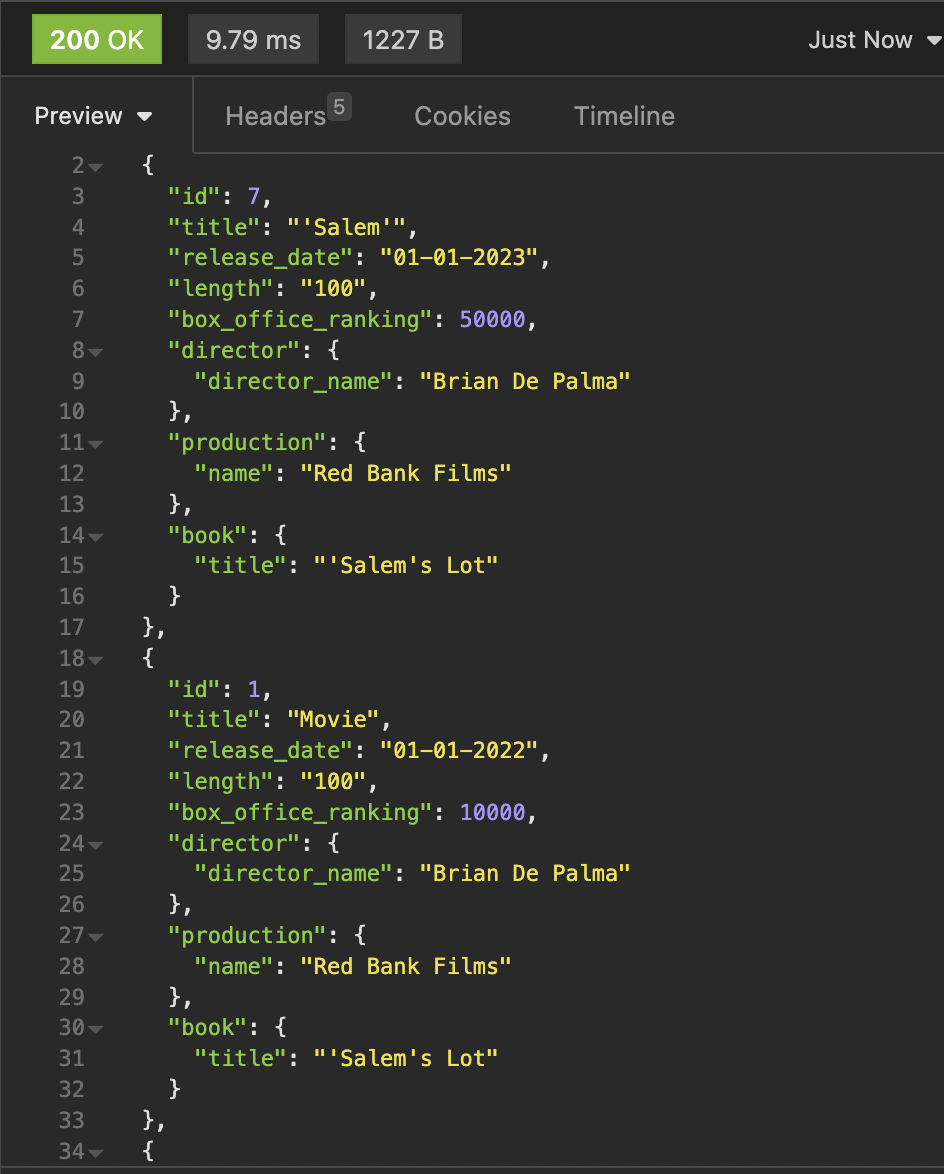 200 OK 9.79 ms 1227 B Just Now
Preview Headers 5 Cookies Timeline
2 {
3 "id": 7,
4 "title": "'Salem'",
5 "release_date": "01-01-2023",
6 "length": "100",
7 "box_office_ranking": 50000,
8 "director": {
9 "director_name": "Brian De Palma"
10 },
11 "production": {
12 "name": "Red Bank Films"
13 },
14 "book": {
15 "title": "'Salem's Lot"
16 }
17 },
18 {
19 "id": 1,
20 "title": "Movie",
21 "release_date": "01-01-2022",
22 "length": "100",
23 "box_office_ranking": 10000,
24 "director": {
25 "director_name": "Brian De Palma"
26 },
27 "production": {
28 "name": "Red Bank Films"
29 },
30 "book": {
31 "title": "'Salem's Lot"
32 }
33 },
34 {